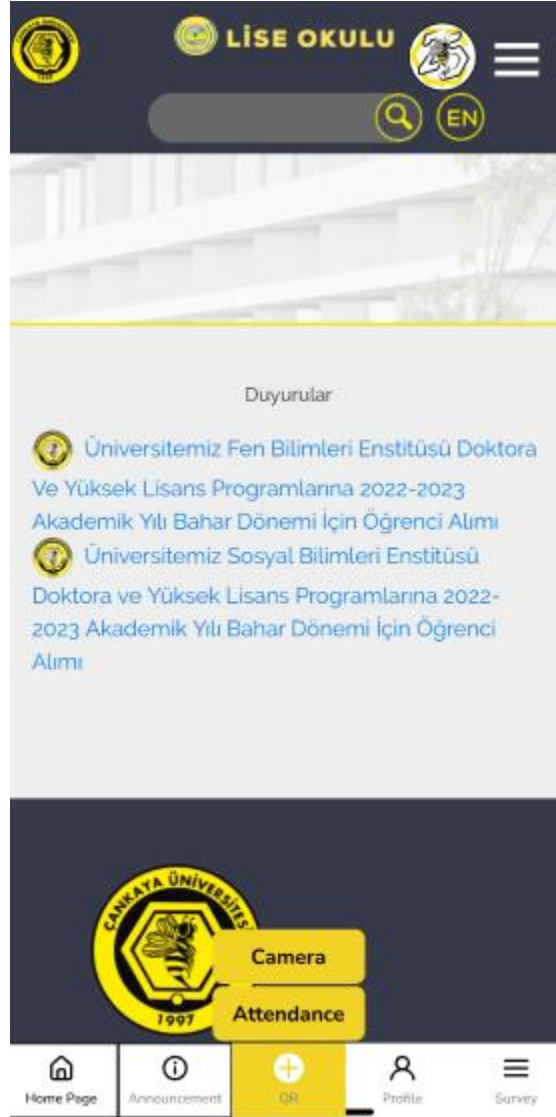 LİSE OKULU
25
EN
Duyurular
Üniversitemiz Fen Bilimleri Enstitüsü Doktora
Ve Yüksek Lisans Programlarına 2022-2023
Akademik Yılı Bahar Dönemi İçin Öğrenci Alımı
Üniversitemiz Sosyal Bilimleri Enstitüsü
Doktora ve Yüksek Lisans Programlarına 2022-
2023 Akademik Yılı Bahar Dönemi İçin Öğrenci
Alımı
ÇANKAYA ÜNİVERSİTES
1997
Camera
Attendance
Home Page
Announcement
QR
Profile
Survey